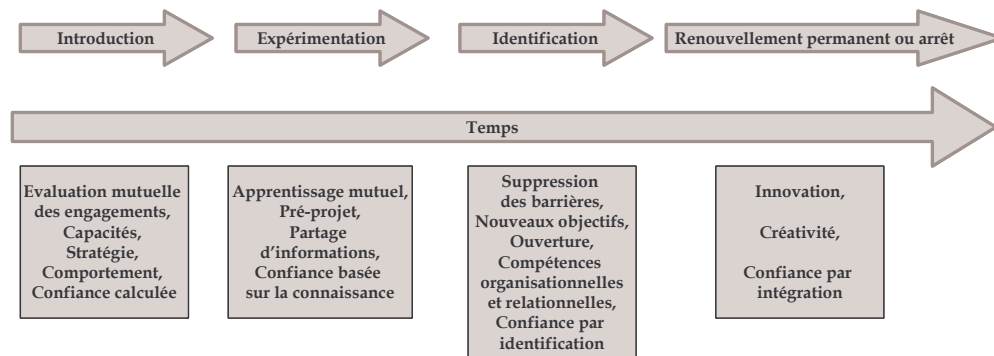 Introduction
Expérimentation
Identification
Renouvellement permanent ou arrêt
Temps
Evaluation mutuelle
des engagements,
Capacités,
Stratégie,
Comportement,
Confiance calculée
Apprentissage mutuel,
Pré-projet,
Partage
d'informations,
Confiance basée
sur la connaissance
Suppression
des barrières,
Nouveaux objectifs,
Ouverture,
Compétences
organisationnelles
et relationnelles,
Confiance par
identification
Innovation,
Créativité,
Confiance par
intégration